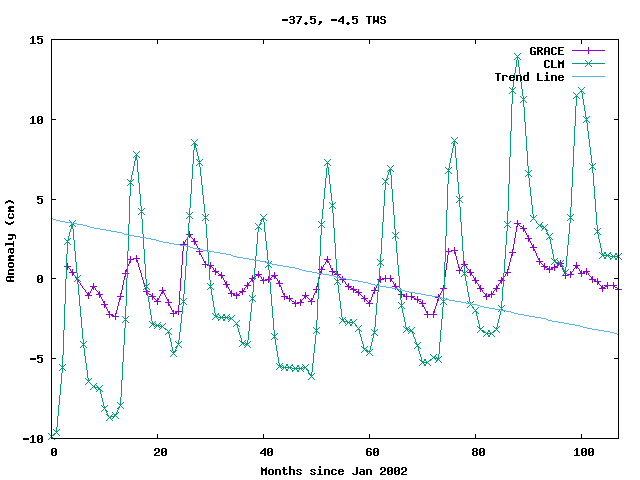 -37.5, -4.5 TWS
15
GRACE
CLM
Trend Line
10
5
0
-5
-10
Anomaly (cm)
0 20 40 60 80 100
Months since Jan 2002